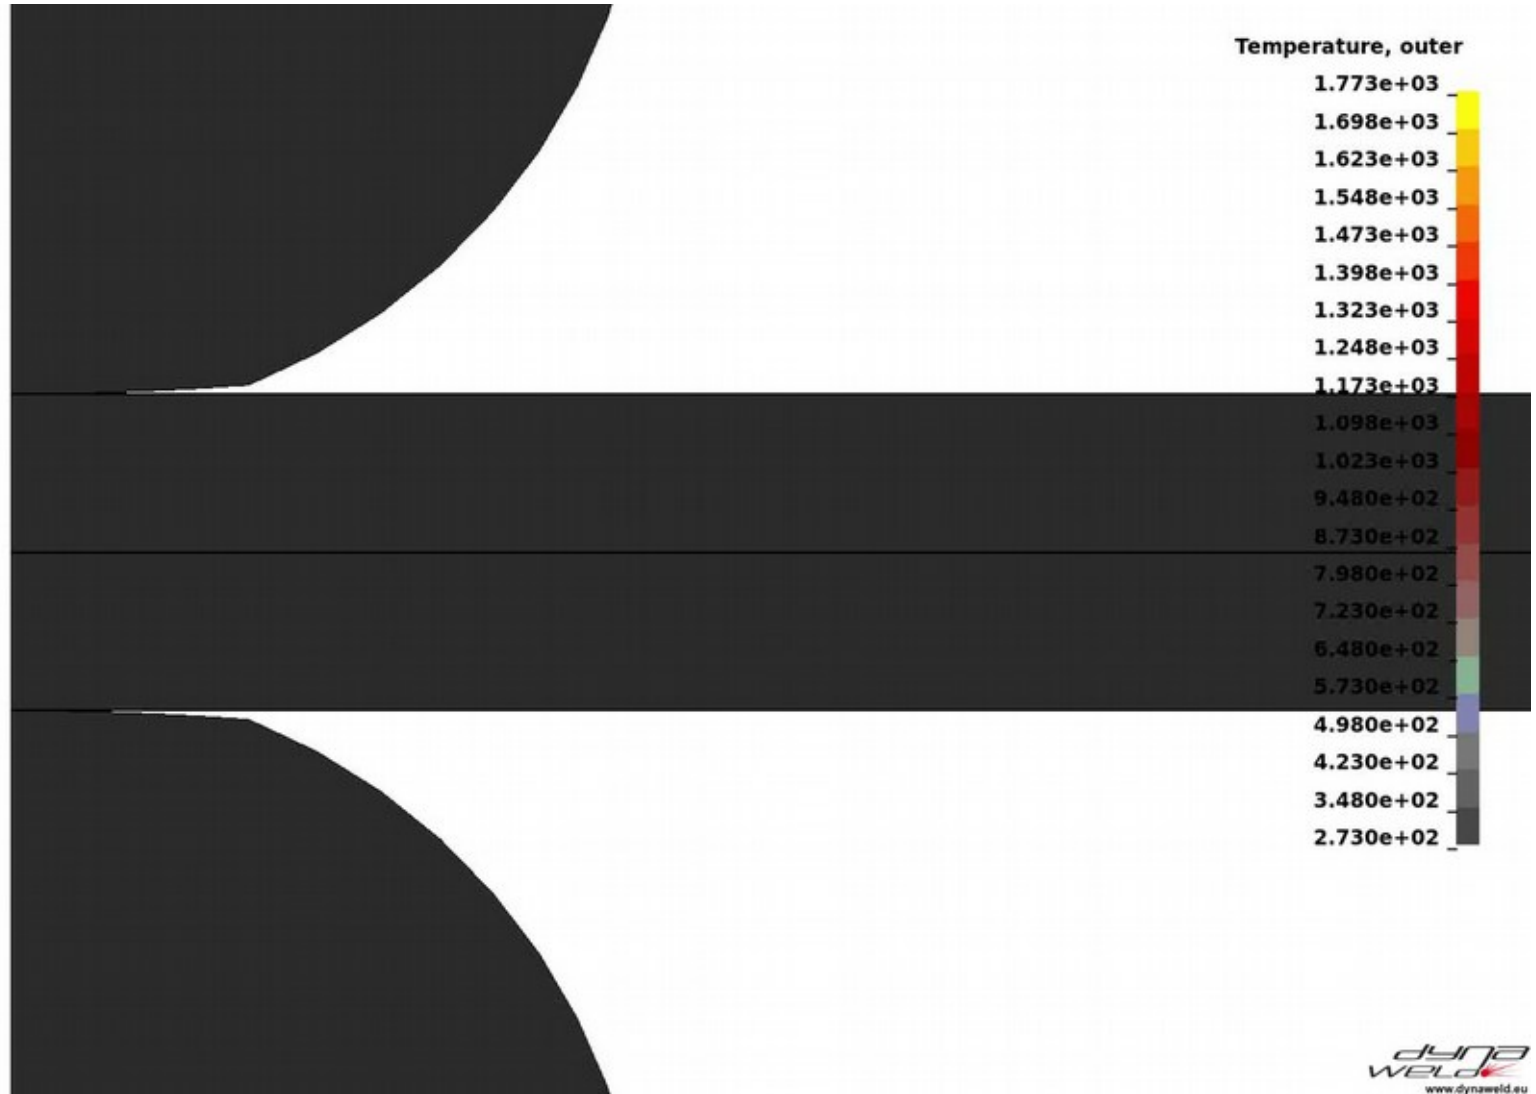 Temperature, outer
1.773e+03
1.698e+03
1.623e+03
1.548e+03
1.473e+03
1.398e+03
1.323e+03
1.248e+03
1.173e+03
1.098e+03
1.023e+03
9.480e+02
8.730e+02
7.980e+02
7.230e+02
6.480e+02
5.730e+02
4.980e+02
4.230e+02
3.480e+02
2.730e+02
dyna
weld
www.dynaweld.eu